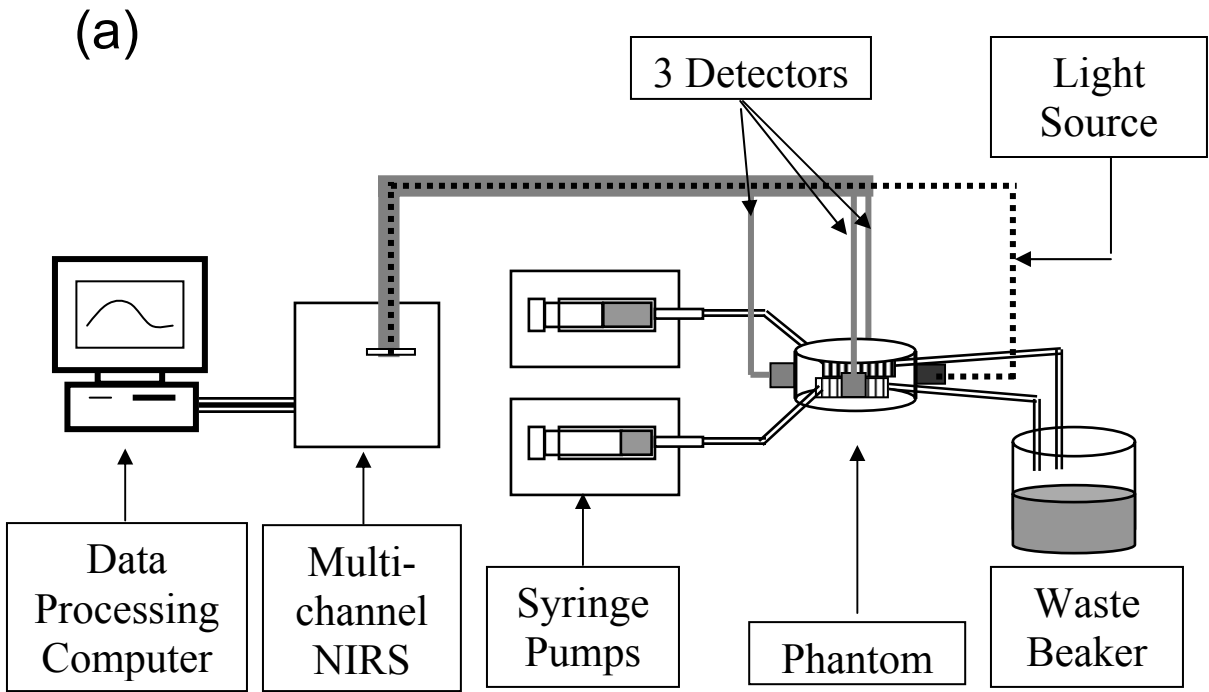 (a)
3 Detectors
Light
Source
Data
Processing
Computer
Multi-
channel
NIRS
Syringe
Pumps
Phantom
Waste
Beaker